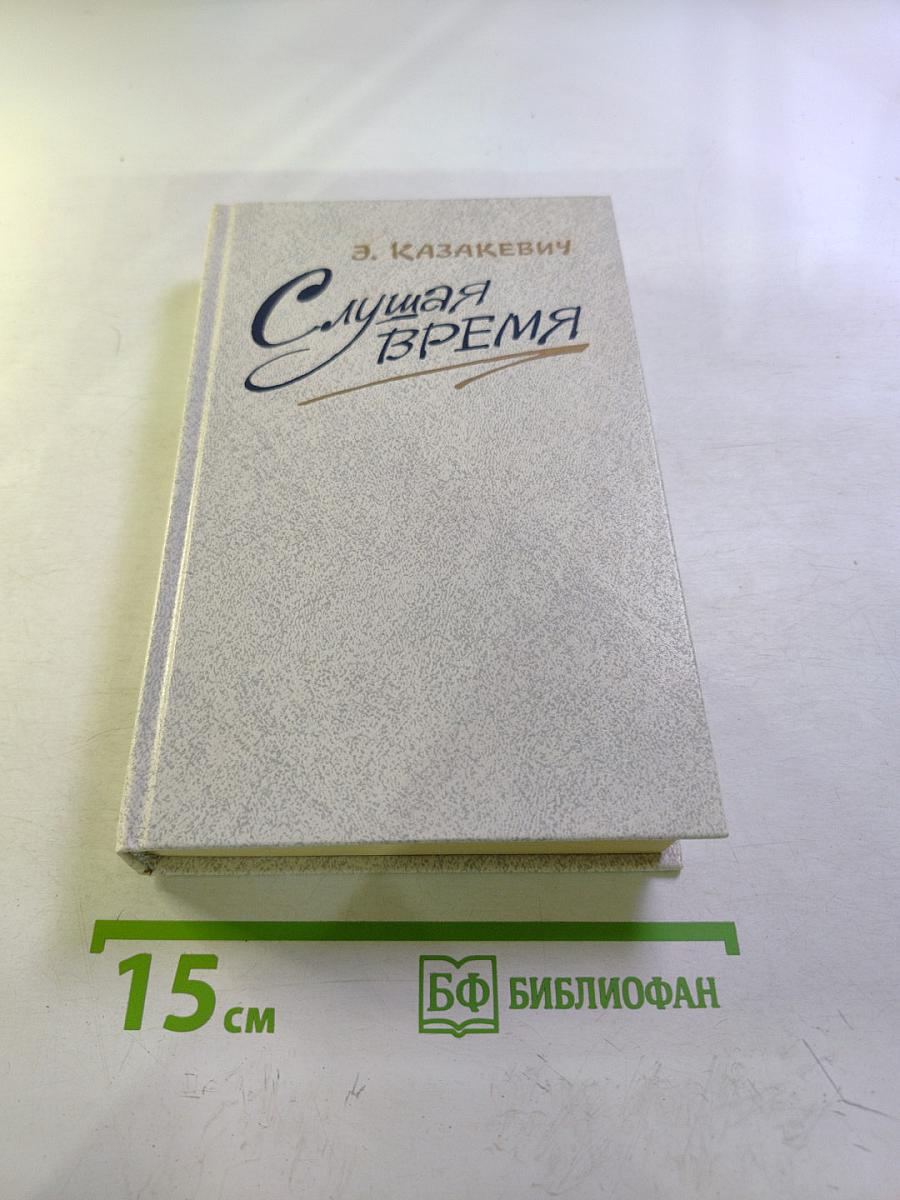 Э. КАЗАКЕВИЧ
Слушая
ВРЕМЯ
15 см
БФ БИБЛИОФАН